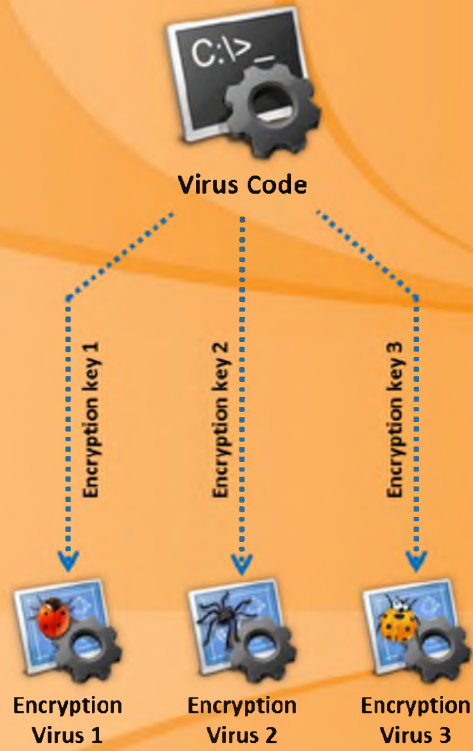 C:\>_
Virus Code
Encryption key 1
Encryption key 2
Encryption key 3
Encryption
Virus 1
Encryption
Virus 2
Encryption
Virus 3